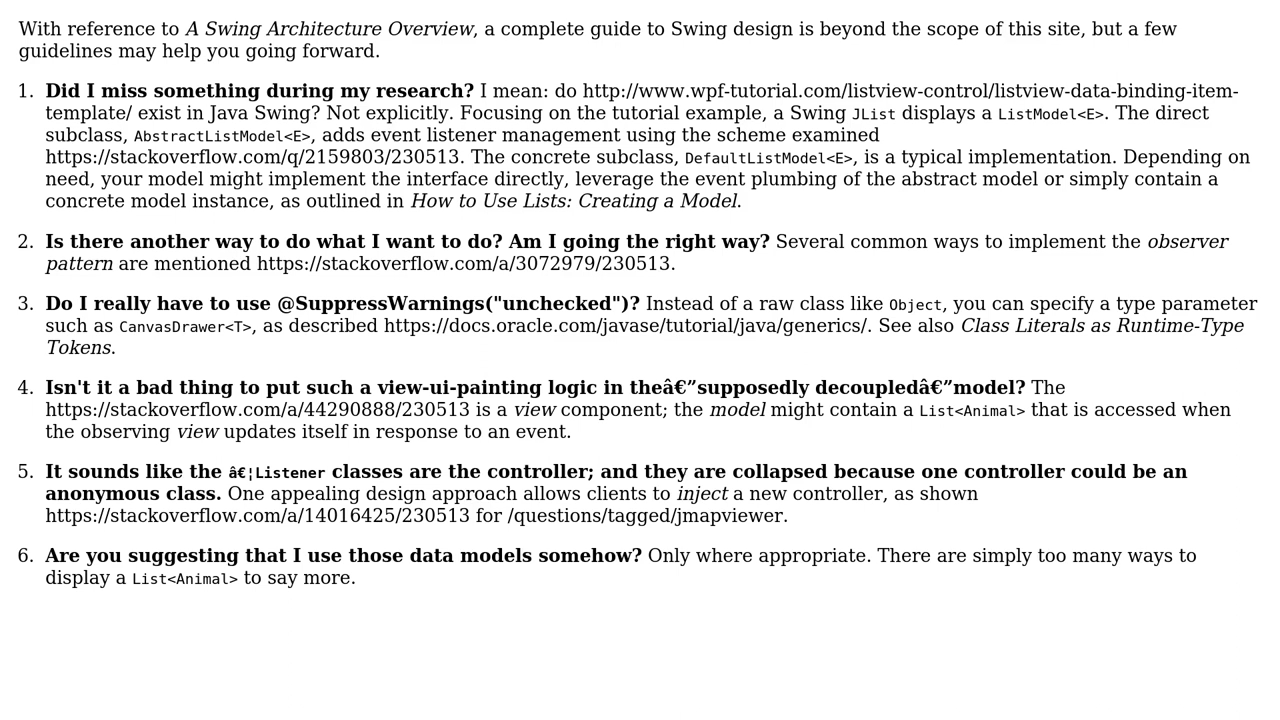 With reference to A Swing Architecture Overview, a complete guide to Swing design is beyond the scope of this site, but a few
guidelines may help you going forward.
1. Did I miss something during my research? I mean: do http://www.wpf-tutorial.com/listview-control/listview-data-binding-item-
template/ exist in Java Swing? Not explicitly. Focusing on the tutorial example, a Swing JList displays a ListModel<E>. The direct
subclass, AbstractListModel<E>, adds event listener management using the scheme examined
https://stackoverflow.com/q/2159803/230513. The concrete subclass, DefaultListModel<E>, is a typical implementation. Depending on
need, your model might implement the interface directly, leverage the event plumbing of the abstract model or simply contain a
concrete model instance, as outlined in How to Use Lists: Creating a Model.
2. Is there another way to do what I want to do? Am I going the right way? Several common ways to implement the observer
pattern are mentioned https://stackoverflow.com/a/3072979/230513.
3. Do I really have to use @SuppressWarnings("unchecked")? Instead of a raw class like Object, you can specify a type parameter
such as CanvasDrawer<T>, as described https://docs.oracle.com/javase/tutorial/java/generics/. See also Class Literals as Runtime-Type
Tokens.
4. Isn't it a bad thing to put such a view-ui-painting logic in theâ€”supposedly decoupledâ€”model? The
https://stackoverflow.com/a/44290888/230513 is a view component; the model might contain a List<Animal> that is accessed when
the observing view updates itself in response to an event.
5. It sounds like the â€¦Listener classes are the controller; and they are collapsed because one controller could be an
anonymous class. One appealing design approach allows clients to inject a new controller, as shown
https://stackoverflow.com/a/14016425/230513 for /questions/tagged/jmapviewer.
6. Are you suggesting that I use those data models somehow? Only where appropriate. There are simply too many ways to
display a List<Animal> to say more.